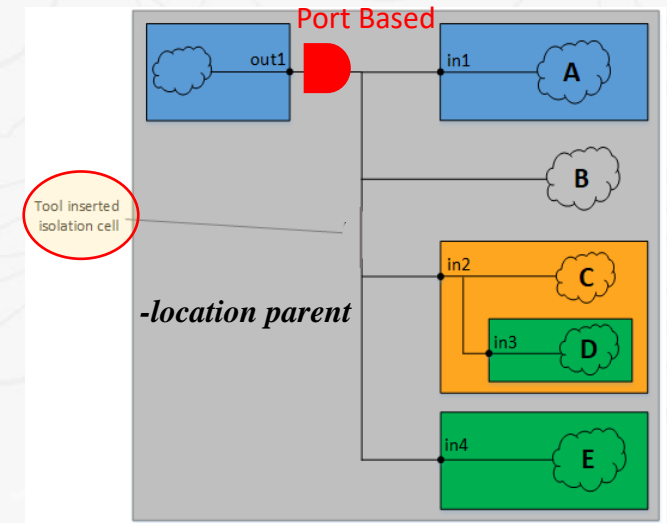 Port Based
out1
in1
A
B
Tool inserted
isolation cell
in2
C
-location parent
in3
D
in4
E